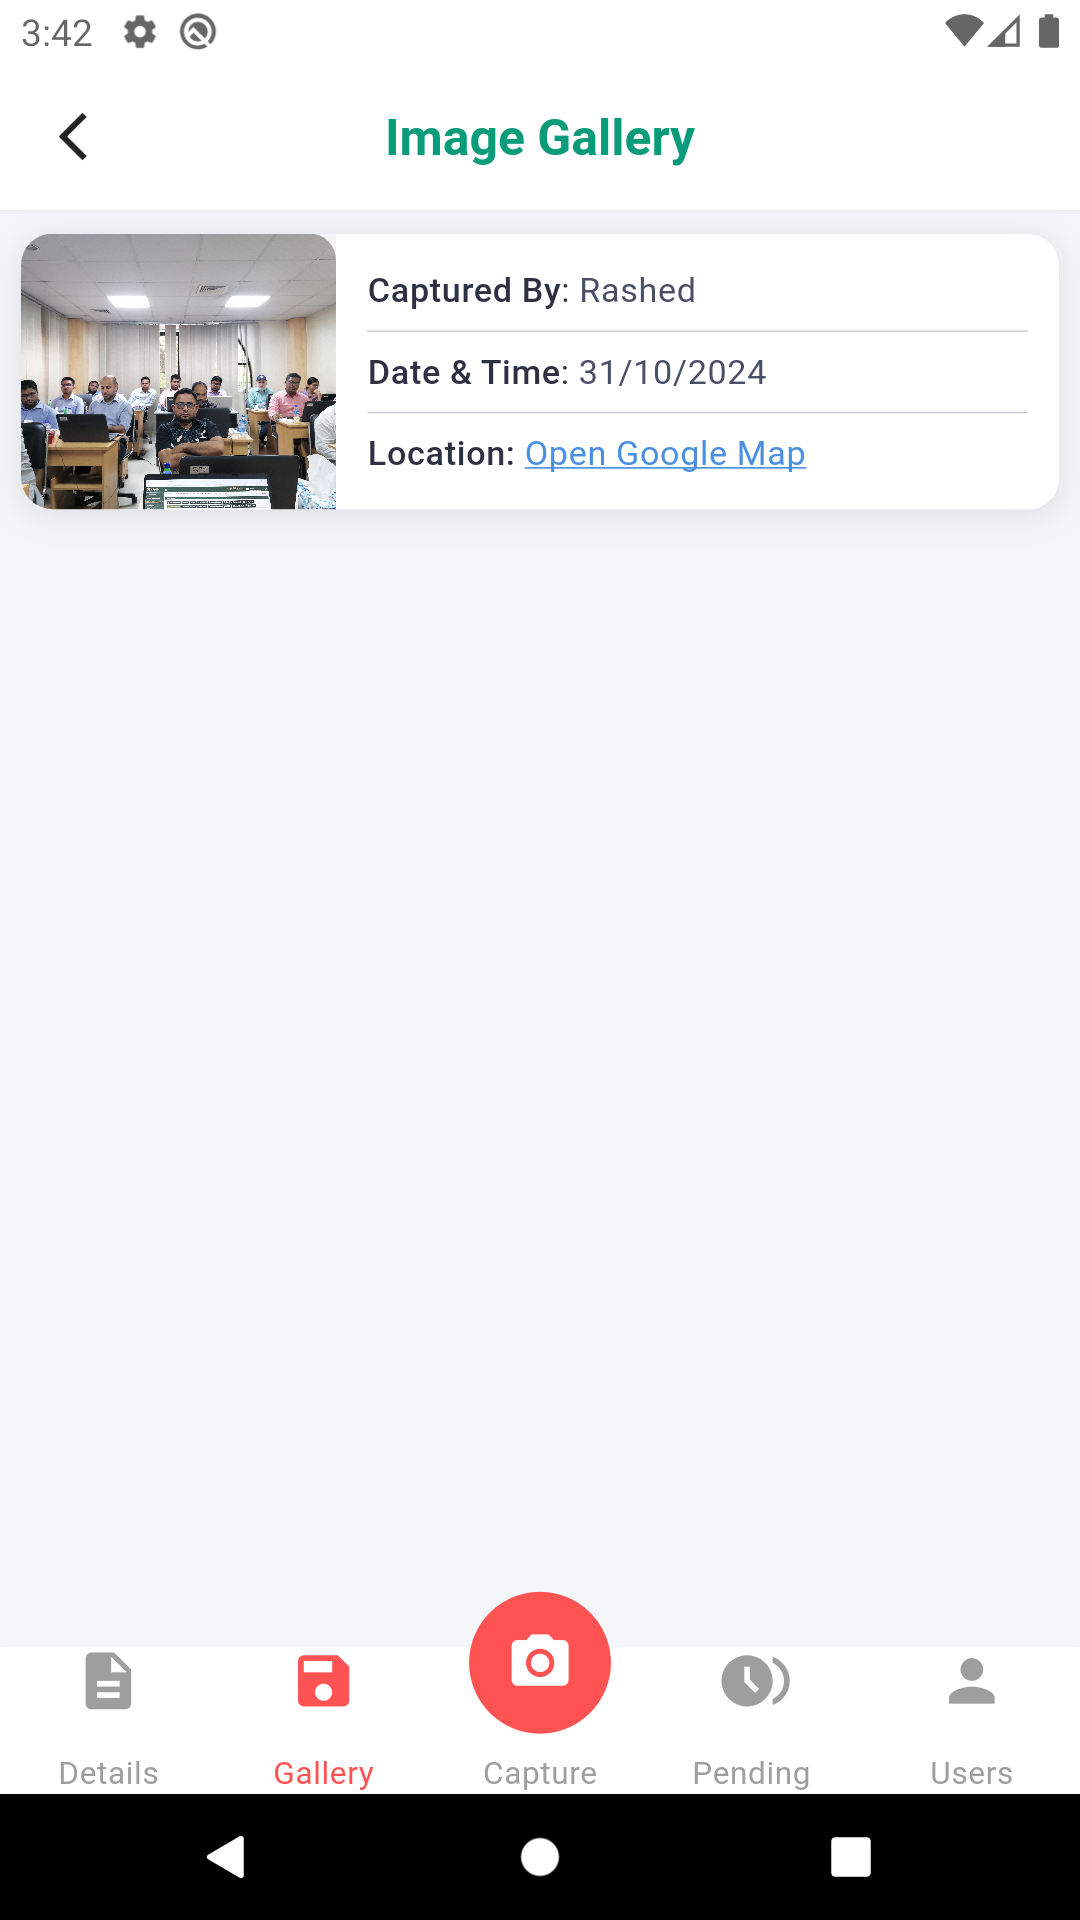 3:42
Image Gallery
Captured By: Rashed
Date & Time: 31/10/2024
Location: Open Google Map
Details
Gallery
Capture
Pending
Users